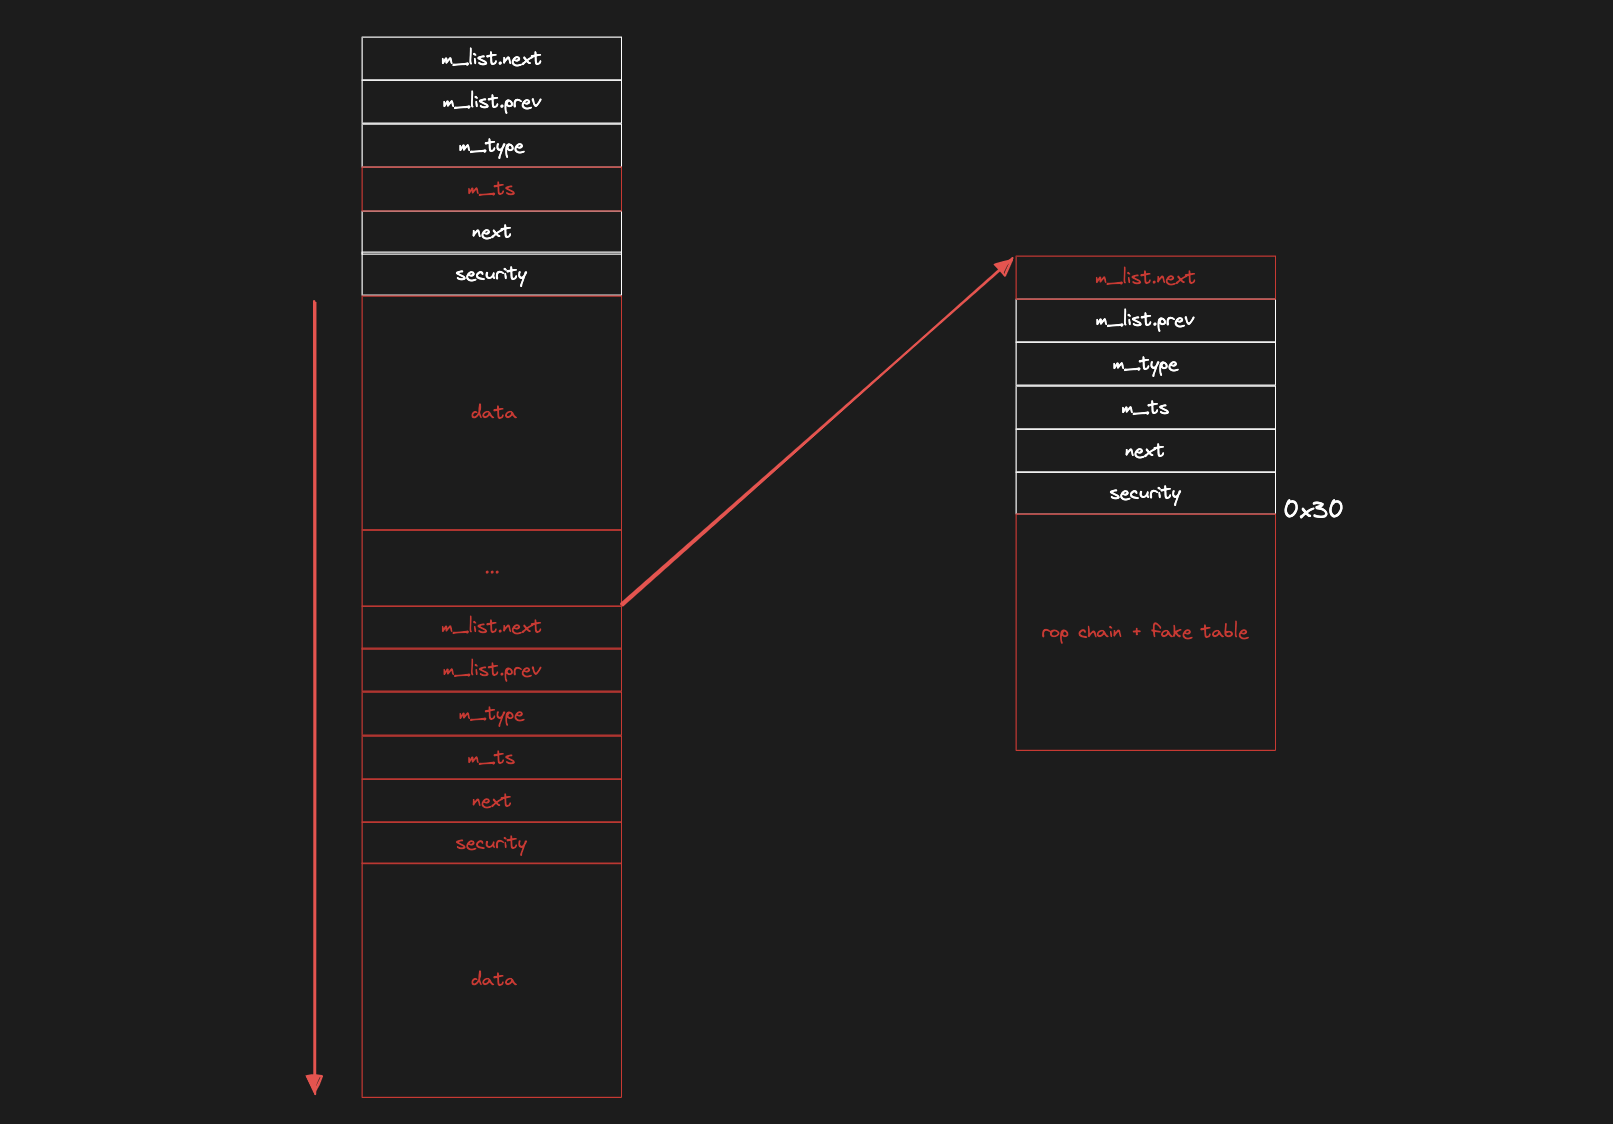 m_list.next
m_list.prev
m_type
m_ts
next
security
data
...
m_list.next
m_list.prev
m_type
m_ts
next
security
data
m_list.next
m_list.prev
m_type
m_ts
next
security
0x30
rop chain + fake table